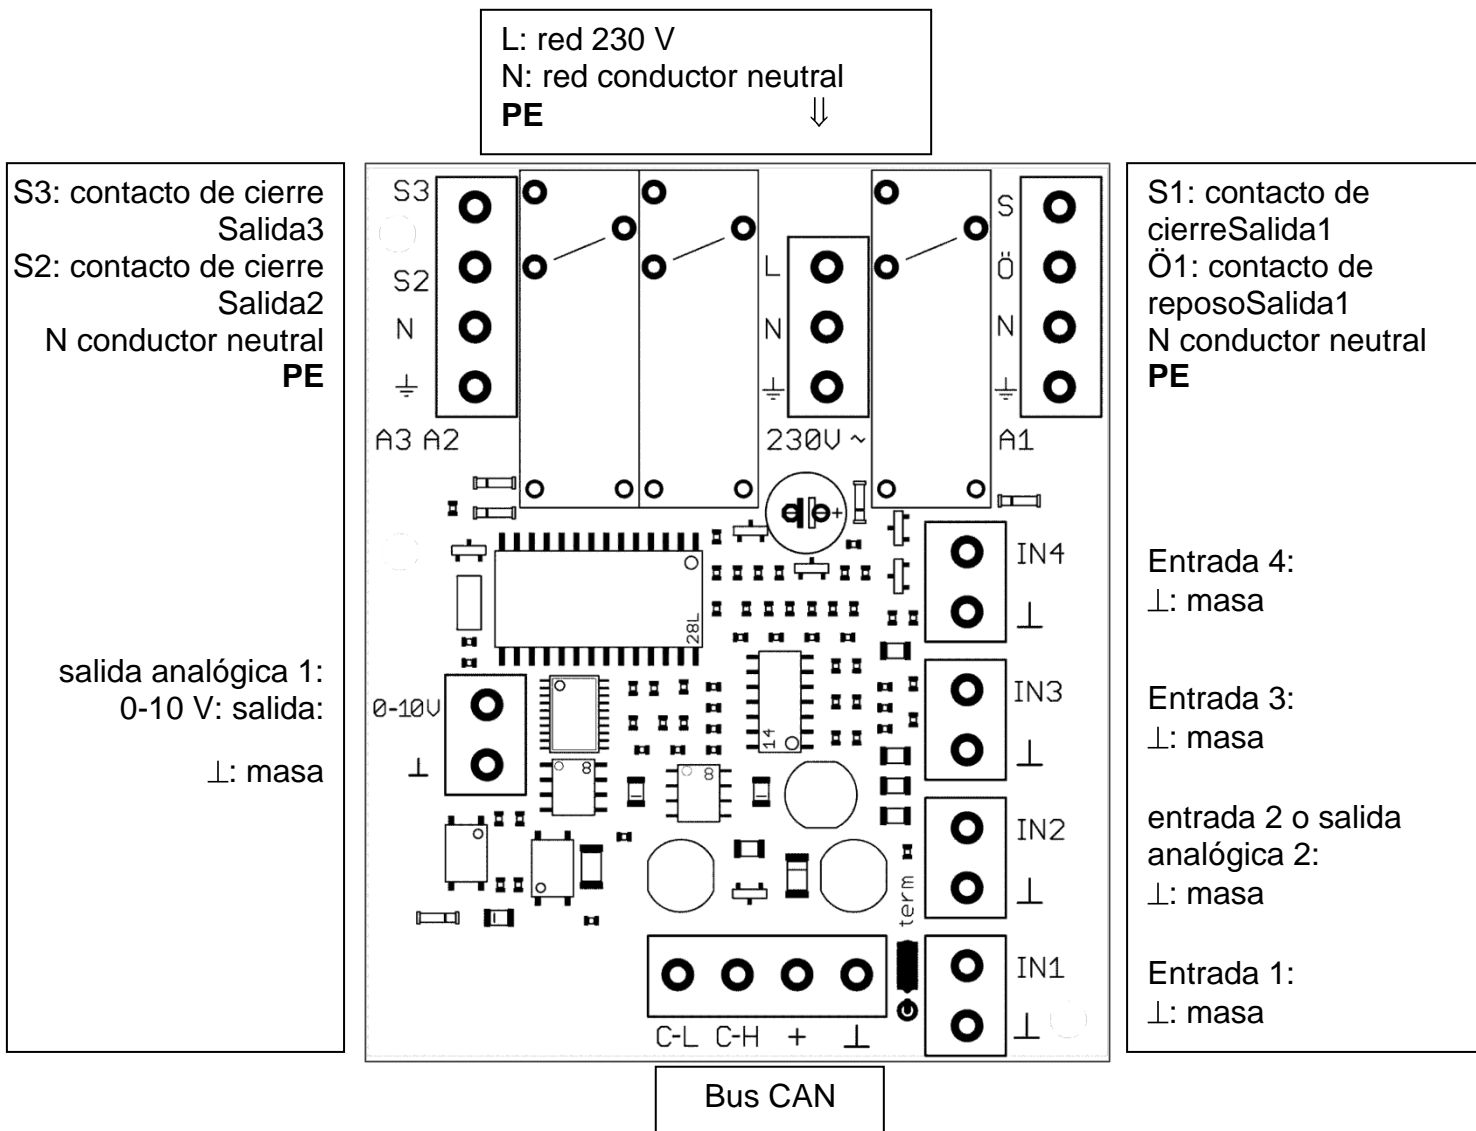 L: red 230 V
N: red conductor neutral
PE ⇓
S3: contacto de cierre
Salida3
S2: contacto de cierre
Salida2
N conductor neutral
PE
salida analógica 1:
0-10 V: salida:
⊥: masa
S3
S2
N
⏚
A3 A2
L
N
⏚
230V ~
S
Ö
N
⏚
A1
+
28L
14
8
8
0-10V
⊥
IN4
⊥
IN3
⊥
IN2
⊥
term
IN1
⊥
C-L C-H + ⊥
S1: contacto de
cierreSalida1
Ö1: contacto de
reposoSalida1
N conductor neutral
PE
Entrada 4:
⊥: masa
Entrada 3:
⊥: masa
entrada 2 o salida
analógica 2:
⊥: masa
Entrada 1:
⊥: masa
Bus CAN